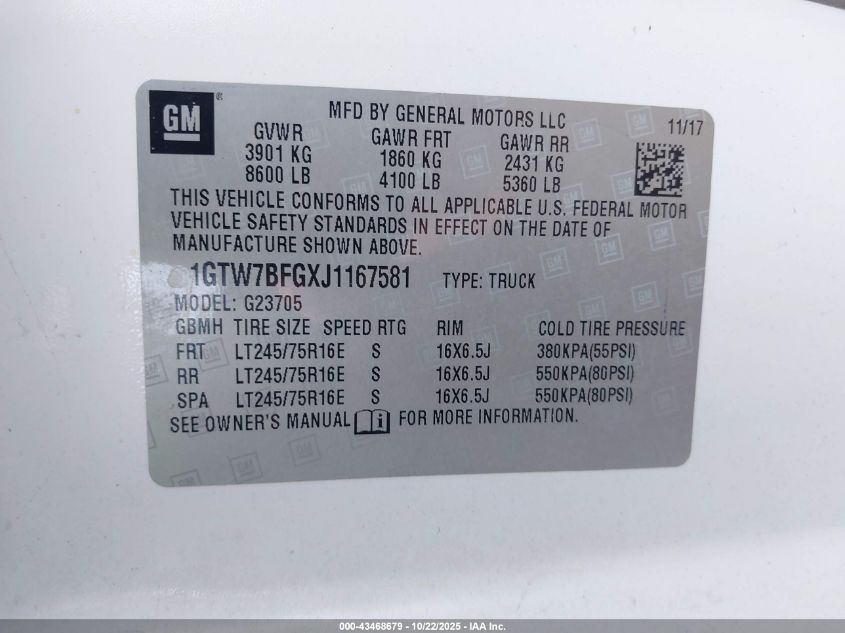 GM ®
MFD BY GENERAL MOTORS LLC
11/17
GVWR GAWR FRT GAWR RR
3901 KG 1860 KG 2431 KG
8600 LB 4100 LB 5360 LB
THIS VEHICLE CONFORMS TO ALL APPLICABLE U.S. FEDERAL MOTOR
VEHICLE SAFETY STANDARDS IN EFFECT ON THE DATE OF
MANUFACTURE SHOWN ABOVE.
1GTW7BFGXJ1167581 TYPE: TRUCK
MODEL: G23705
GBMH TIRE SIZE SPEED RTG RIM COLD TIRE PRESSURE
FRT LT245/75R16E S 16X6.5J 380KPA(55PSI)
RR LT245/75R16E S 16X6.5J 550KPA(80PSI)
SPA LT245/75R16E S 16X6.5J 550KPA(80PSI)
SEE OWNER'S MANUAL i FOR MORE INFORMATION.
000-43468679 - 10/22/2025 - IAA Inc.